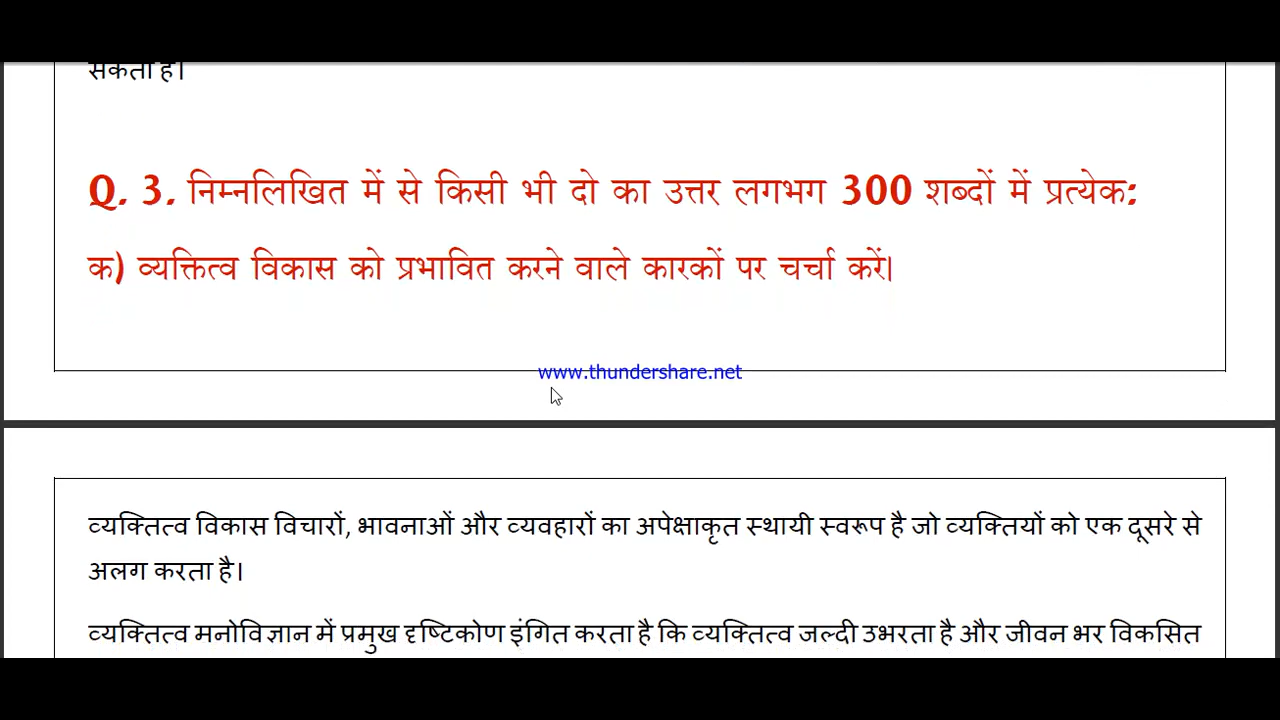 सकता है।
Q. 3. निम्नलिखित में से किसी भी दो का उत्तर लगभग 300 शब्दों में प्रत्येक:
क) व्यक्तित्व विकास को प्रभावित करने वाले कारकों पर चर्चा करें।
www.thundershare.net
व्यक्तित्व विकास विचारों, भावनाओं और व्यवहारों का अपेक्षाकृत स्थायी स्वरूप है जो व्यक्तियों को एक दूसरे से
अलग करता है।
व्यक्तित्व मनोविज्ञान में प्रमुख दृष्टिकोण इंगित करता है कि व्यक्तित्व जल्दी उभरता है और जीवन भर विकसित